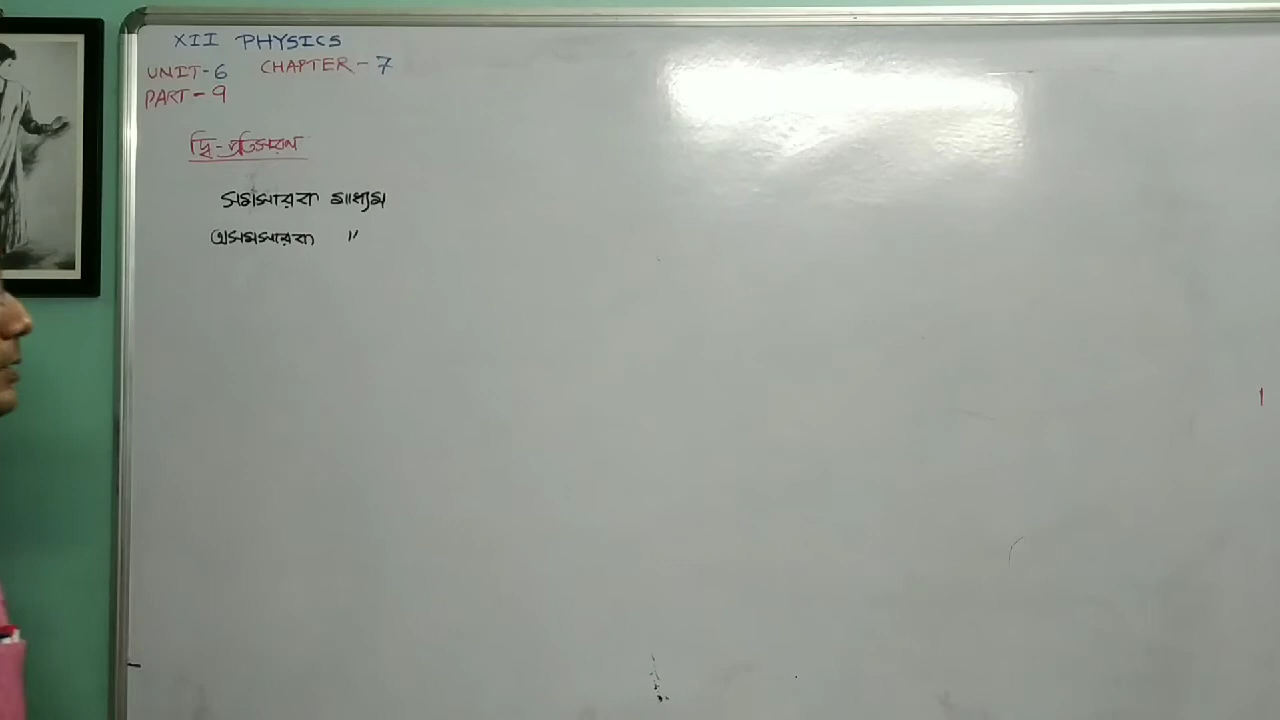 XII PHYSICS
UNIT-6 CHAPTER-7
PART-9
দ্বি-প্রতিসরণ
সমসারক মাধ্যম
অসমসারক "